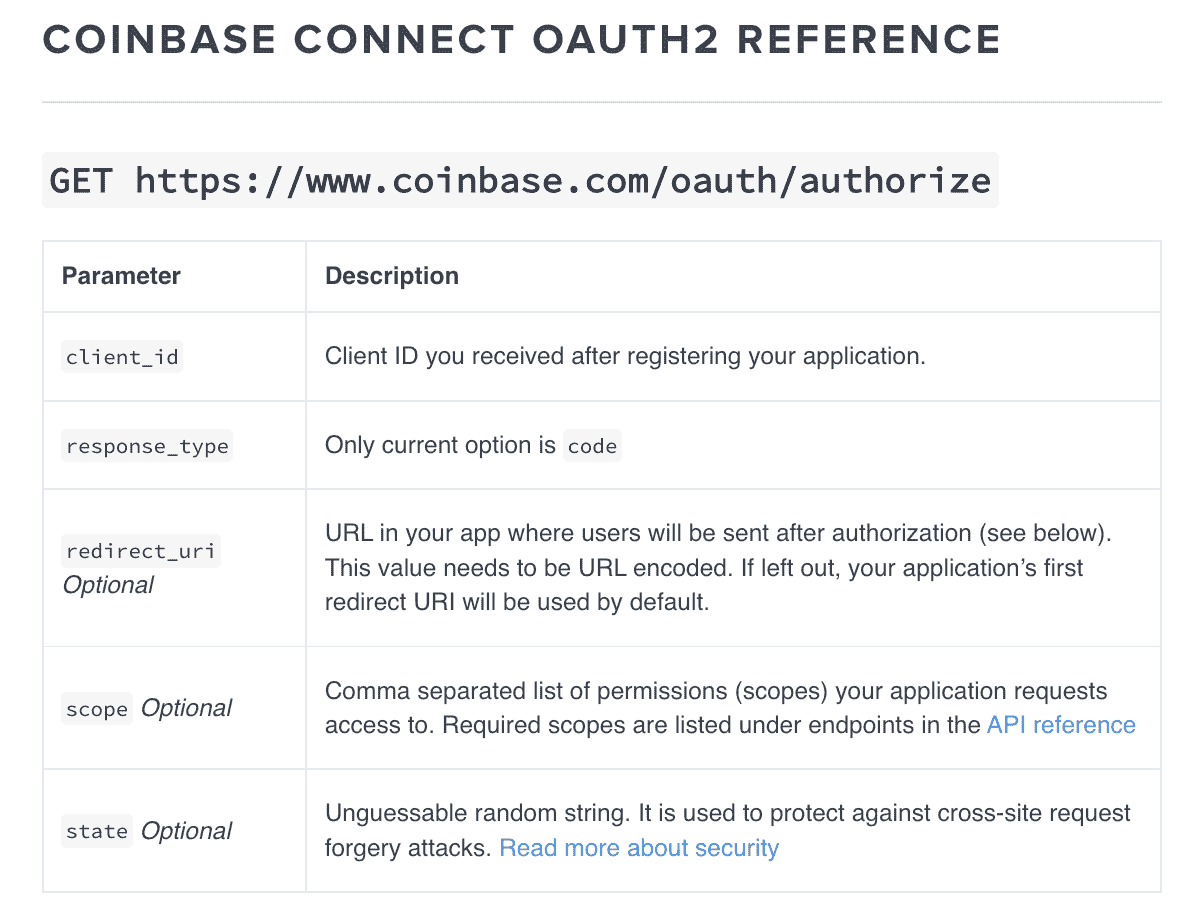 COINBASE CONNECT OAUTH2 REFERENCE
GET https://www.coinbase.com/oauth/authorize
Parameter Description
client_id Client ID you received after registering your application.
response_type Only current option is code
URL in your app where users will be sent after authorization (see below).
redirect_uri This value needs to be URL encoded. If left out, your application’s first
Optional redirect URI will be used by default.
Comma separated list of permissions (scopes) your application requests
scope Optional access to. Required scopes are listed under endpoints in the API reference
Unguessable random string. It is used to protect against cross-site request
state Optional forgery attacks. Read more about security